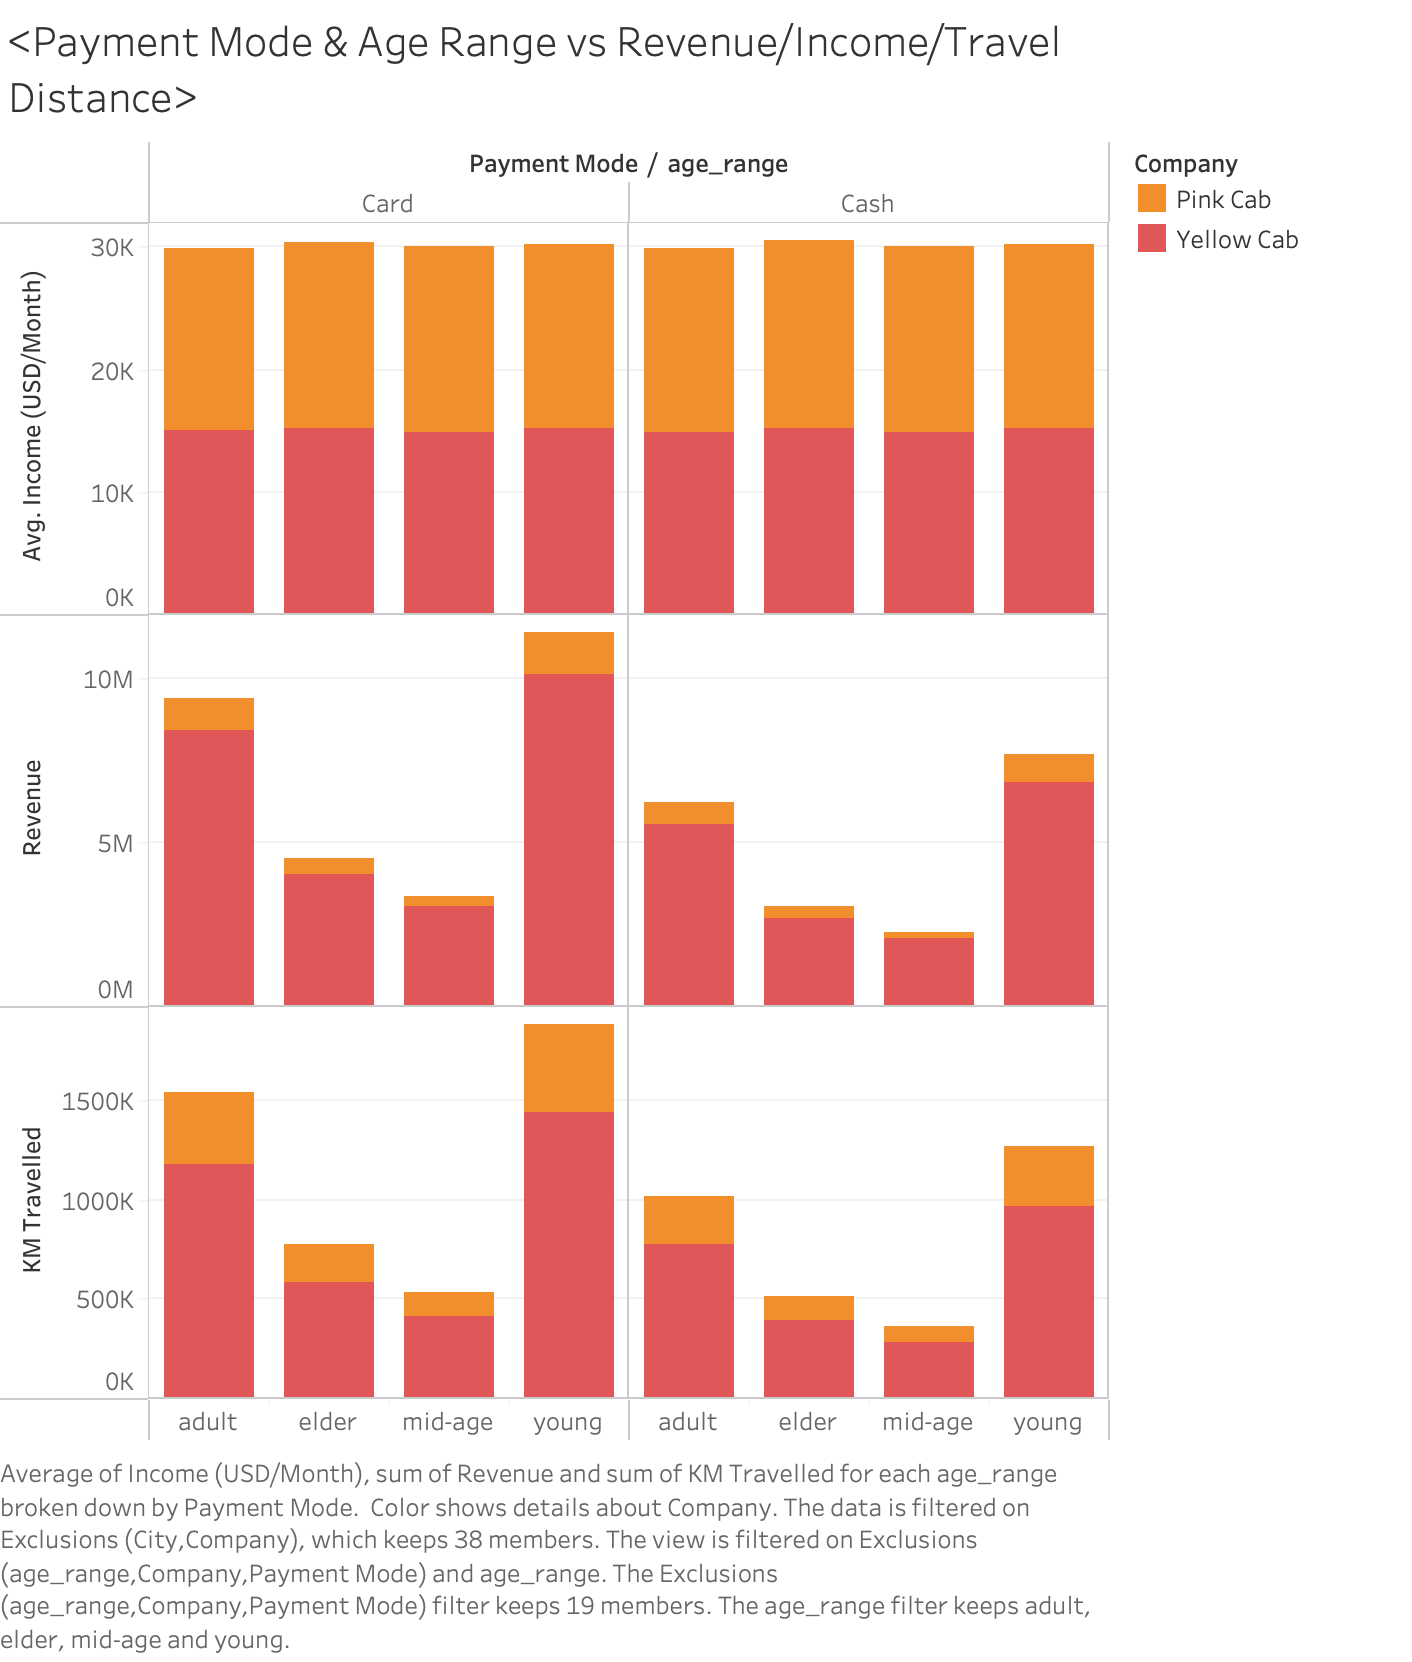 <Payment Mode & Age Range vs Revenue/Income/Travel
Distance>
Payment Mode / age_range
Card
Cash
Company
Pink Cab
Yellow Cab
Avg. Income (USD/Month)
30K
20K
10K
0K
Revenue
10M
5M
0M
KM Travelled
1500K
1000K
500K
0K
adult
elder
mid-age
young
adult
elder
mid-age
young
Average of Income (USD/Month), sum of Revenue and sum of KM Travelled for each age_range
broken down by Payment Mode.  Color shows details about Company. The data is filtered on
Exclusions (City,Company), which keeps 38 members. The view is filtered on Exclusions
(age_range,Company,Payment Mode) and age_range. The Exclusions
(age_range,Company,Payment Mode) filter keeps 19 members. The age_range filter keeps adult,
elder, mid-age and young.